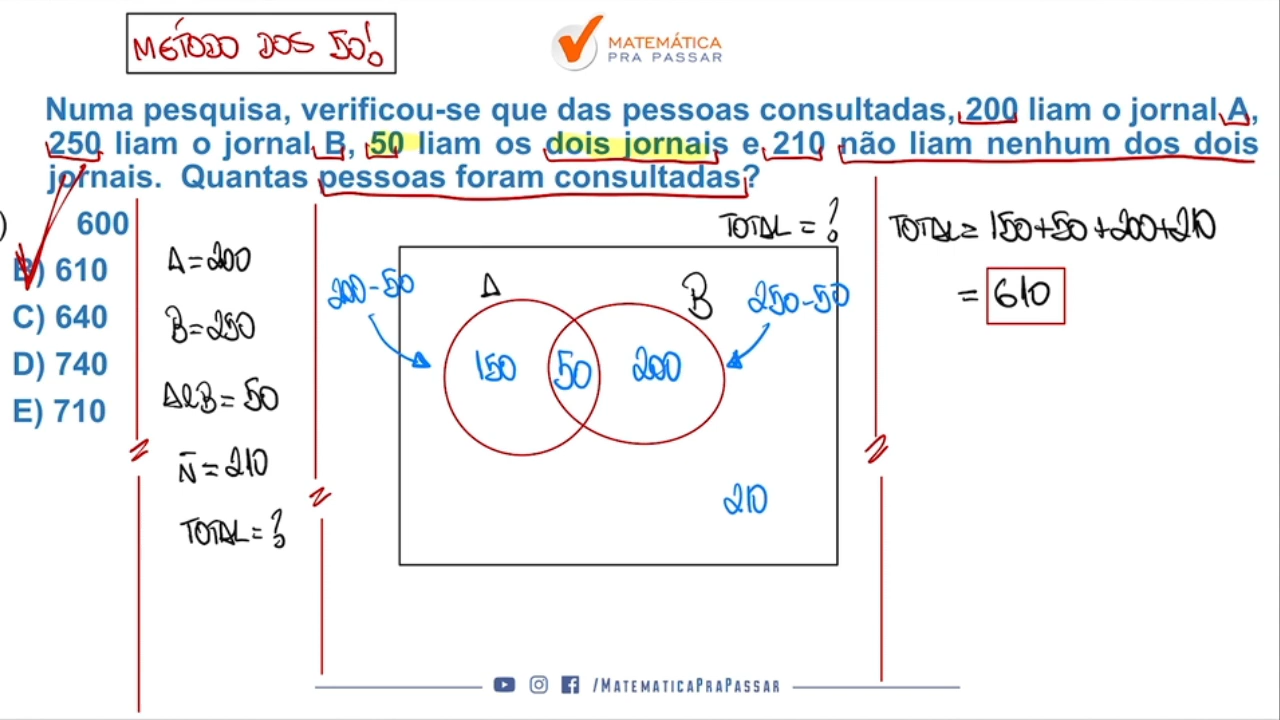 MÉTODO DOS 50!
MATEMÁTICA
PRA PASSAR
Numa pesquisa, verificou-se que das pessoas consultadas, 200 liam o jornal A,
250 liam o jornal B, 50 liam os dois jornais e 210 não liam nenhum dos dois
jornais. Quantas pessoas foram consultadas?
) 600
B) 610
C) 640
D) 740
E) 710
A=200
B=250
AeB=50
N=210
TOTAL=?
TOTAL=?
200-50
A
B
250-50
150
50
200
210
TOTAL=150+50+200+210
=610
/MATEMATICAPRAPASSAR